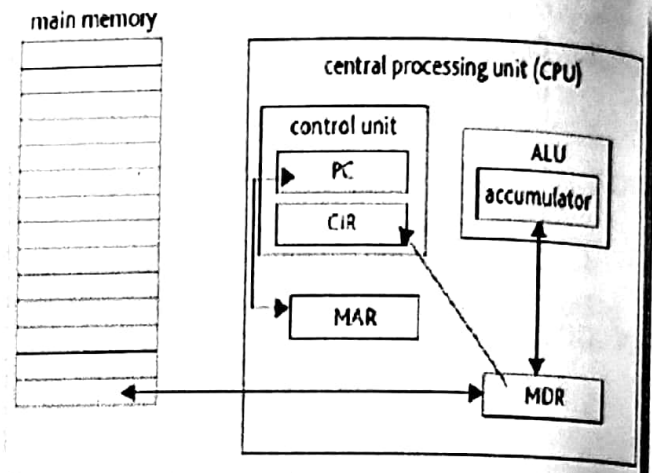 main memory
central processing unit (CPU)
control unit
PC
CIR
ALU
accumulator
MAR
MDR